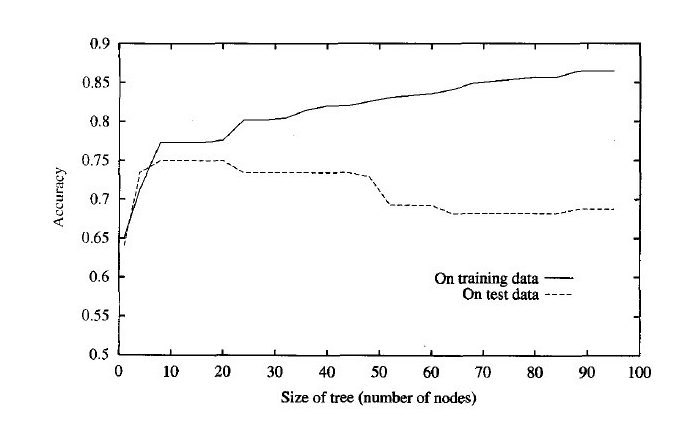 0.9
0.85
0.8
0.75
0.7
0.65
0.6
0.55
0.5
Accuracy
On training data
On test data
0 10 20 30 40 50 60 70 80 90 100
Size of tree (number of nodes)